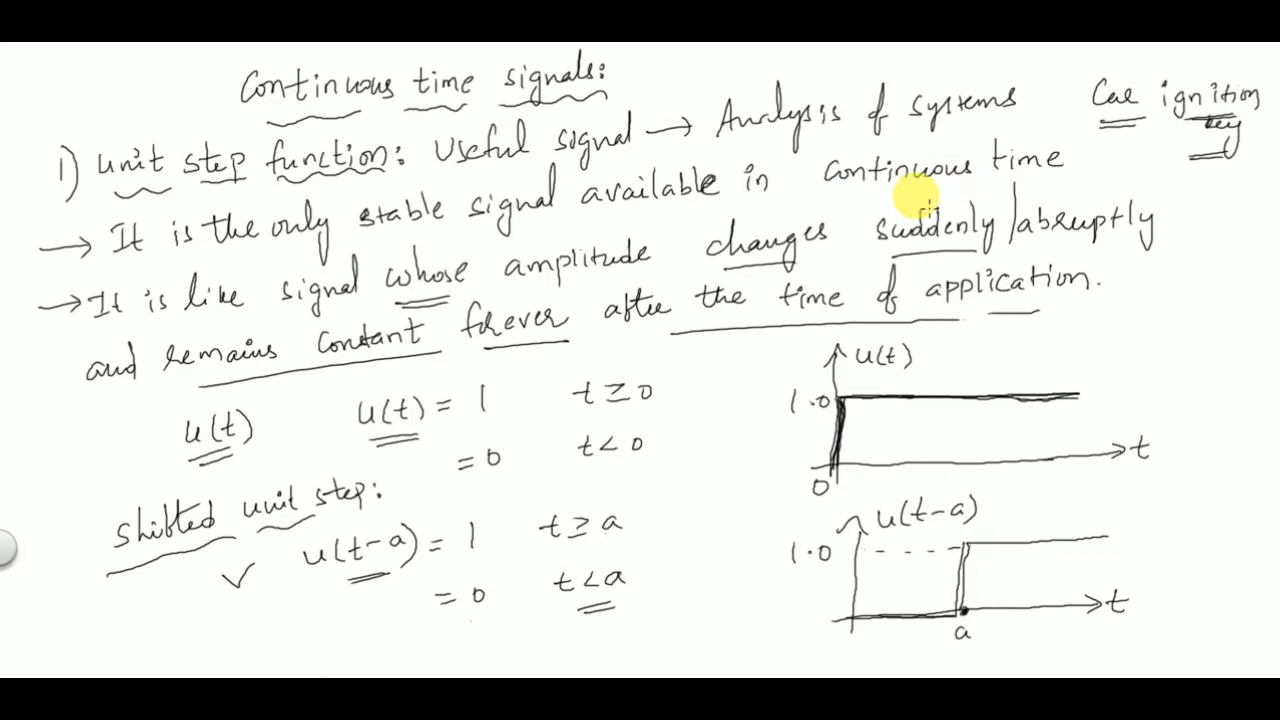 Continuous time signals:
1) Unit step function: Useful signal → Analysis of systems
Car ignition
key
→ It is the only stable signal available in continuous time
→ It is like signal whose amplitude changes suddenly/abruptly
and remains constant forever after the time of application.
u(t) u(t) = 1 t ≥ 0
= 0 t < 0
Shifted unit step:
u(t-a) = 1 t ≥ a
= 0 t < a
u(t)
1.0
t
0
u(t-a)
1.0
t
a